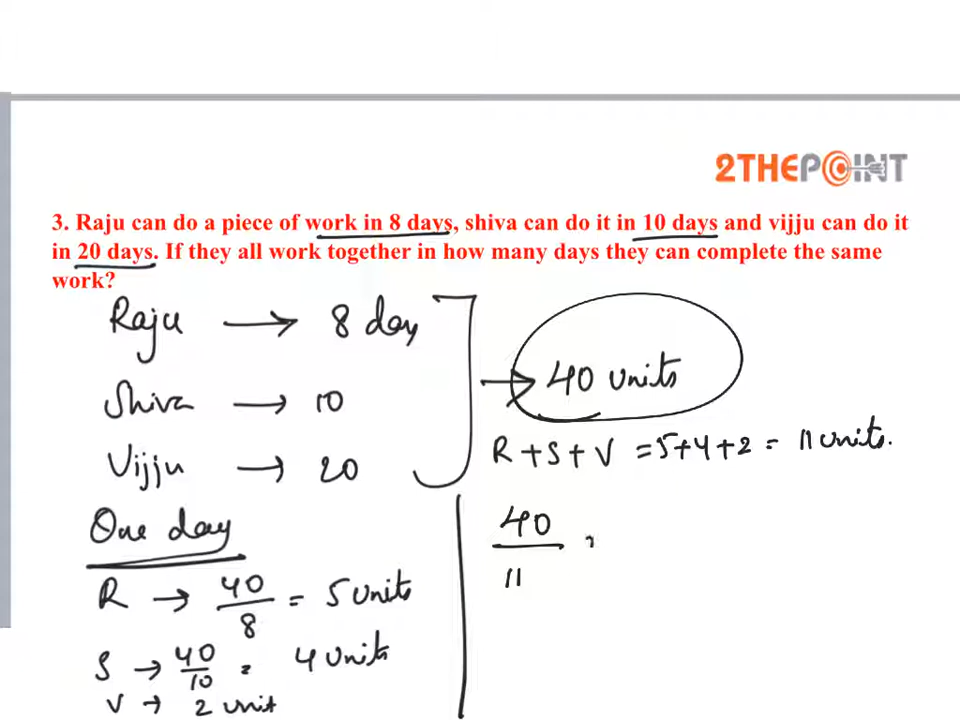 2THEPOINT
3. Raju can do a piece of work in 8 days, shiva can do it in 10 days and vijju can do it
in 20 days. If they all work together in how many days they can complete the same
work?
Raju → 8 day
Shiva → 10
Vijju → 20
→ 40 units
R + S + V = 5+4+2 = 11 units.
One day
R → 40/8 = 5 units
S → 40/10 = 4 units
V → 2 unit
40/11 =